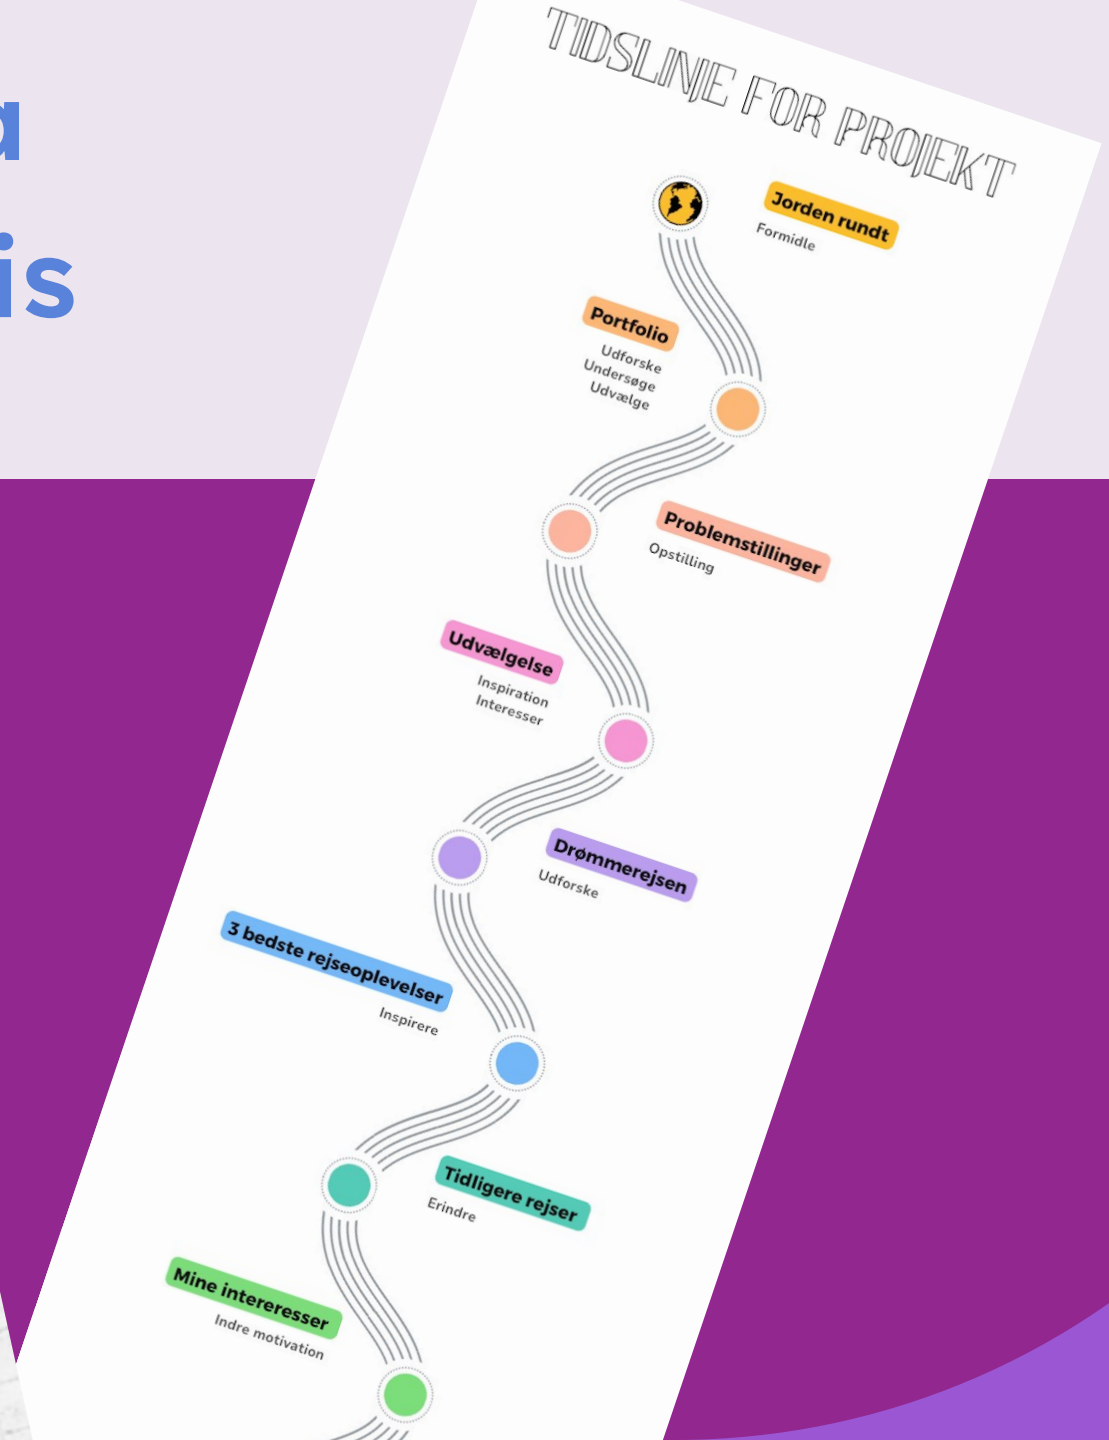 is
TIDSLINJE FOR PROJEKT
Jorden rundt
Formidle
Portfolio
Udforske
Undersøge
Udvælge
Problemstillinger
Opstilling
Udvælgelse
Inspiration
Interesser
Drømmerejsen
Udforske
3 bedste rejseoplevelser
Inspirere
Tidligere rejser
Erindre
Mine intereresser
Indre motivation